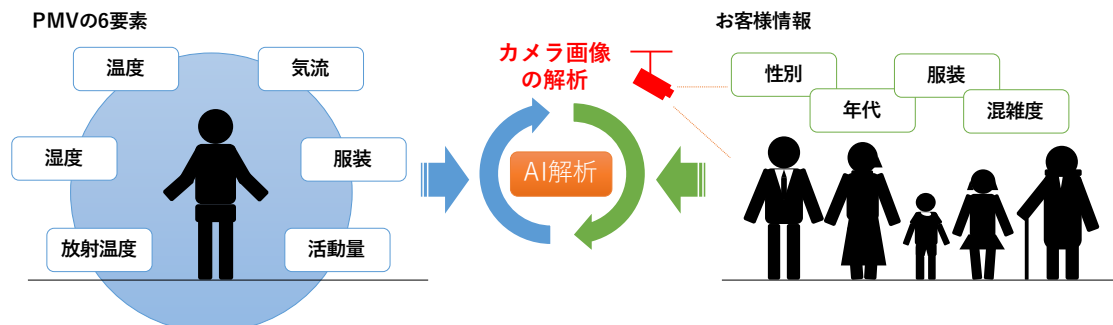 PMVの6要素
温度
気流
湿度
服装
放射温度
活動量
カメラ画像
の解析
AI解析
お客様情報
性別
服装
年代
混雑度